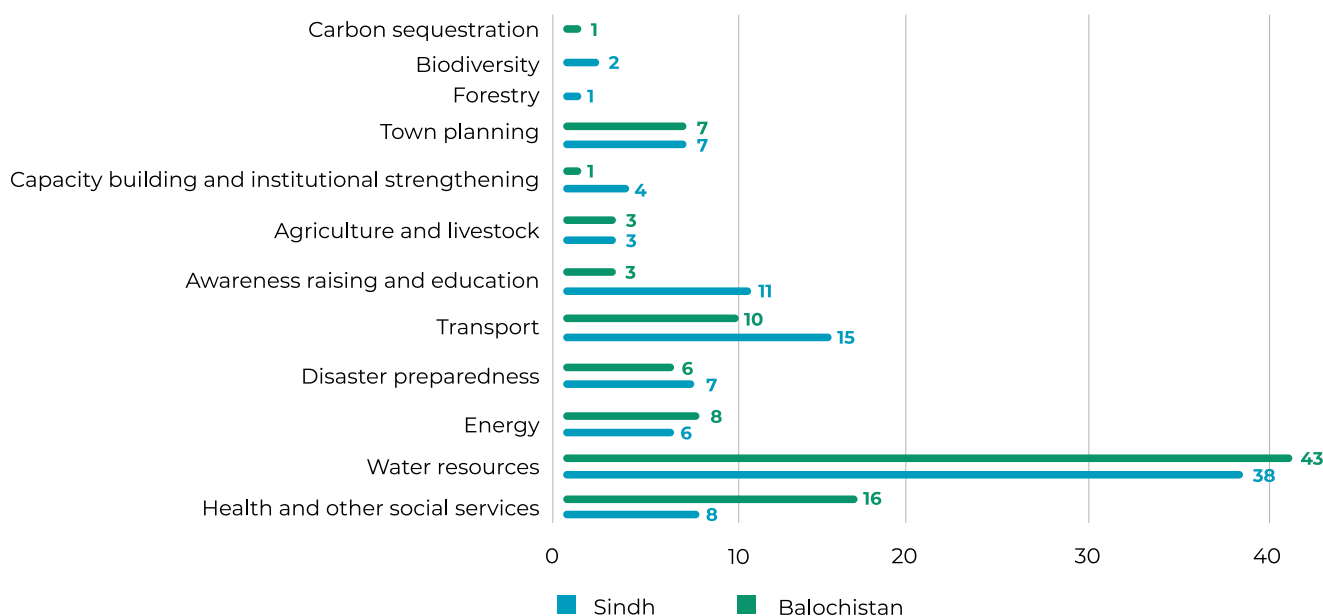 Carbon sequestration 1
Biodiversity 2
Forestry 1
Town planning 7
7
Capacity building and institutional strengthening 1
4
Agriculture and livestock 3
3
Awareness raising and education 3
11
Transport 10
15
Disaster preparedness 6
7
Energy 8
6
Water resources 43
38
Health and other social services 16
8
0 10 20 30 40
Sindh Balochistan